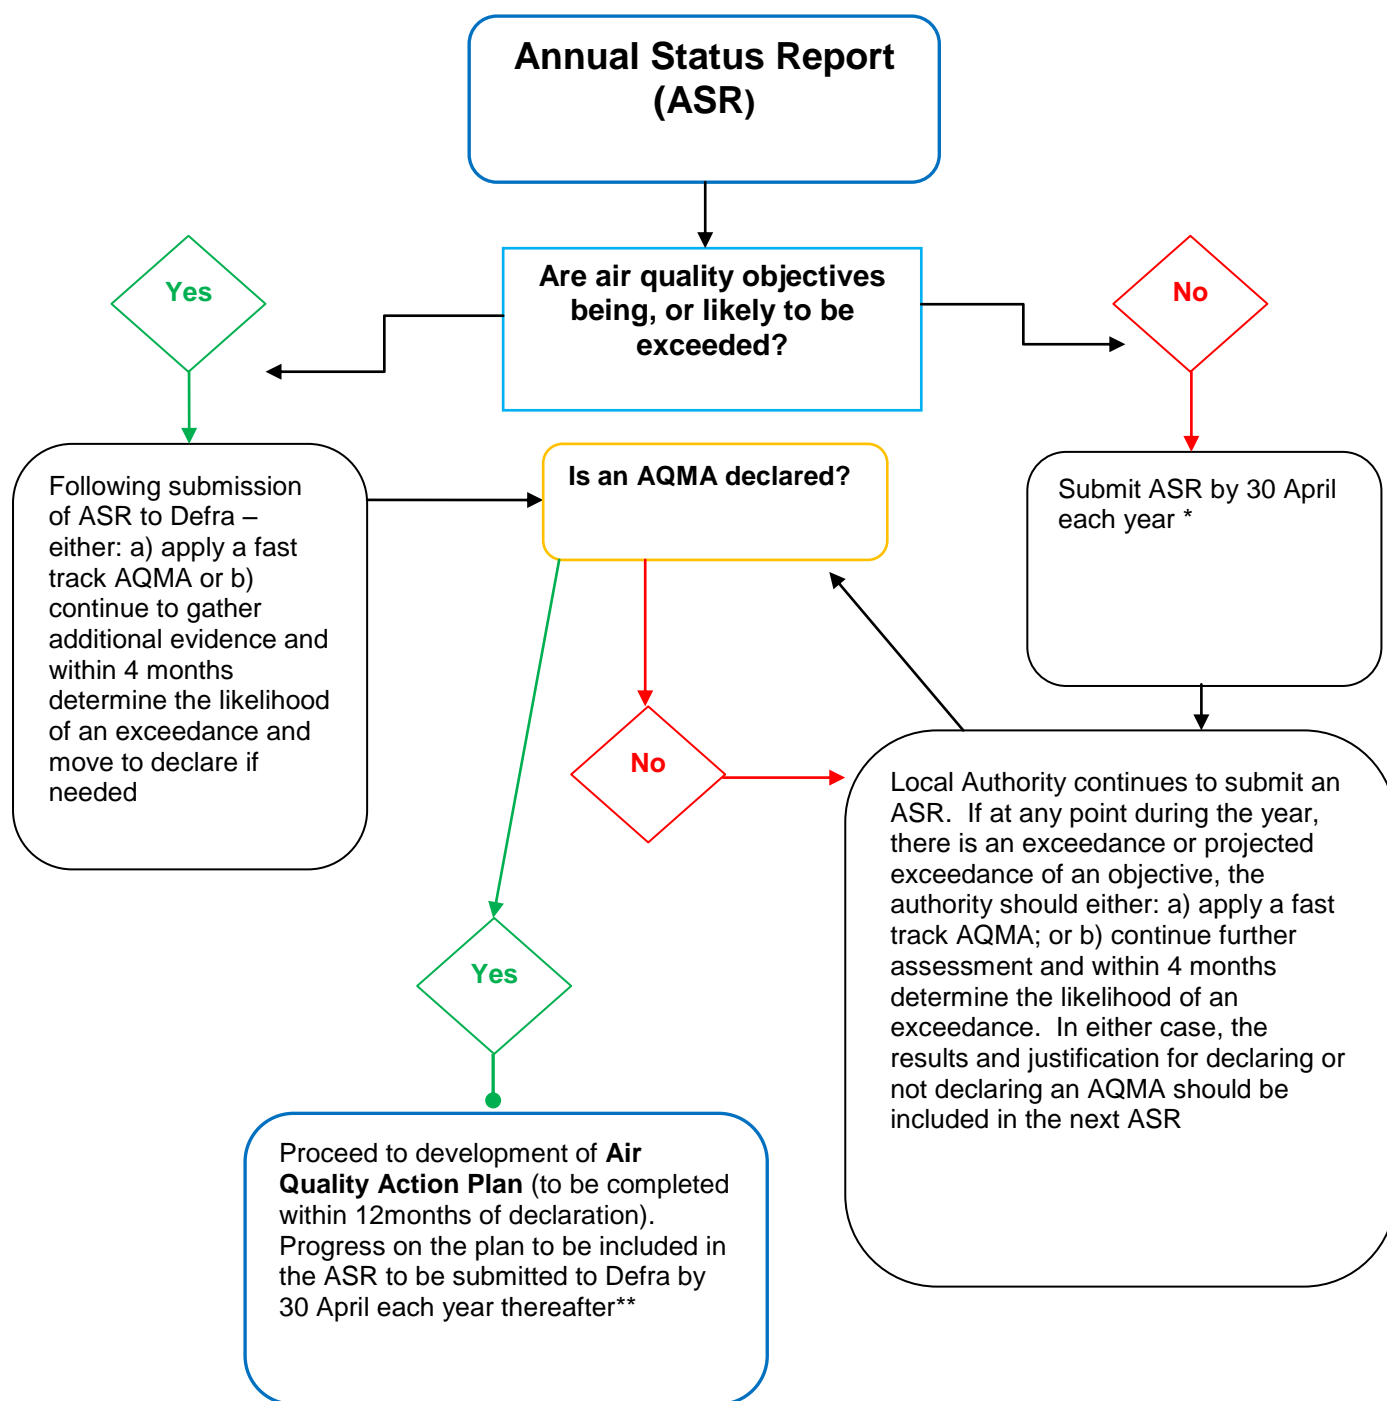 Annual Status Report
(ASR)
Are air quality objectives
being, or likely to be
exceeded?
Yes
No
Following submission
of ASR to Defra –
either: a) apply a fast
track AQMA or b)
continue to gather
additional evidence and
within 4 months
determine the likelihood
of an exceedance and
move to declare if
needed
Is an AQMA declared?
Submit ASR by 30 April
each year *
No
Local Authority continues to submit an
ASR.  If at any point during the year,
there is an exceedance or projected
exceedance of an objective, the
authority should either: a) apply a fast
track AQMA; or b) continue further
assessment and within 4 months
determine the likelihood of an
exceedance.  In either case, the
results and justification for declaring or
not declaring an AQMA should be
included in the next ASR
Yes
Proceed to development of Air
Quality Action Plan (to be completed
within 12months of declaration).
Progress on the plan to be included in
the ASR to be submitted to Defra by
30 April each year thereafter**